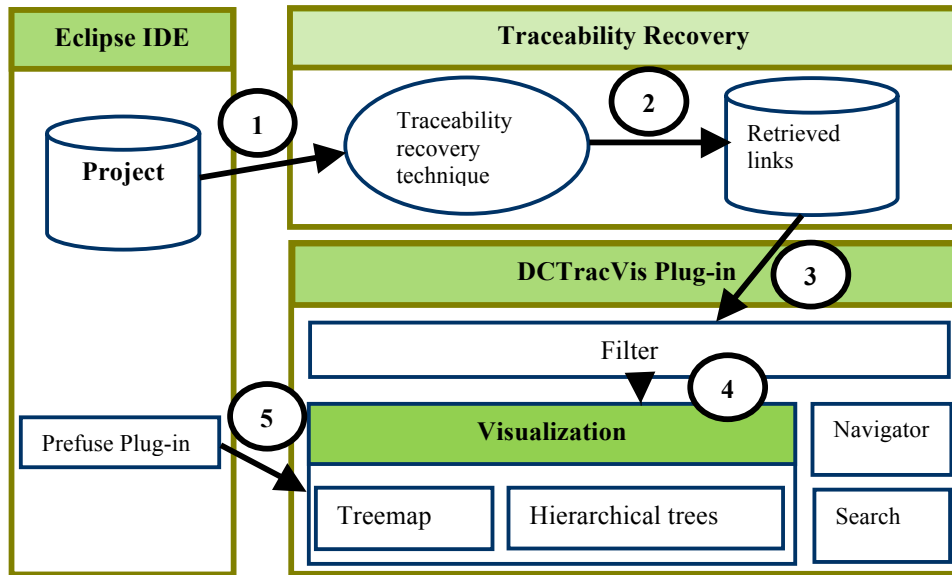 Eclipse IDE
Traceability Recovery
1
2
Project
Traceability
recovery
technique
Retrieved
links
DCTracVis Plug-in
3
Filter
4
5
Prefuse Plug-in
Visualization
Navigator
Treemap
Hierarchical trees
Search